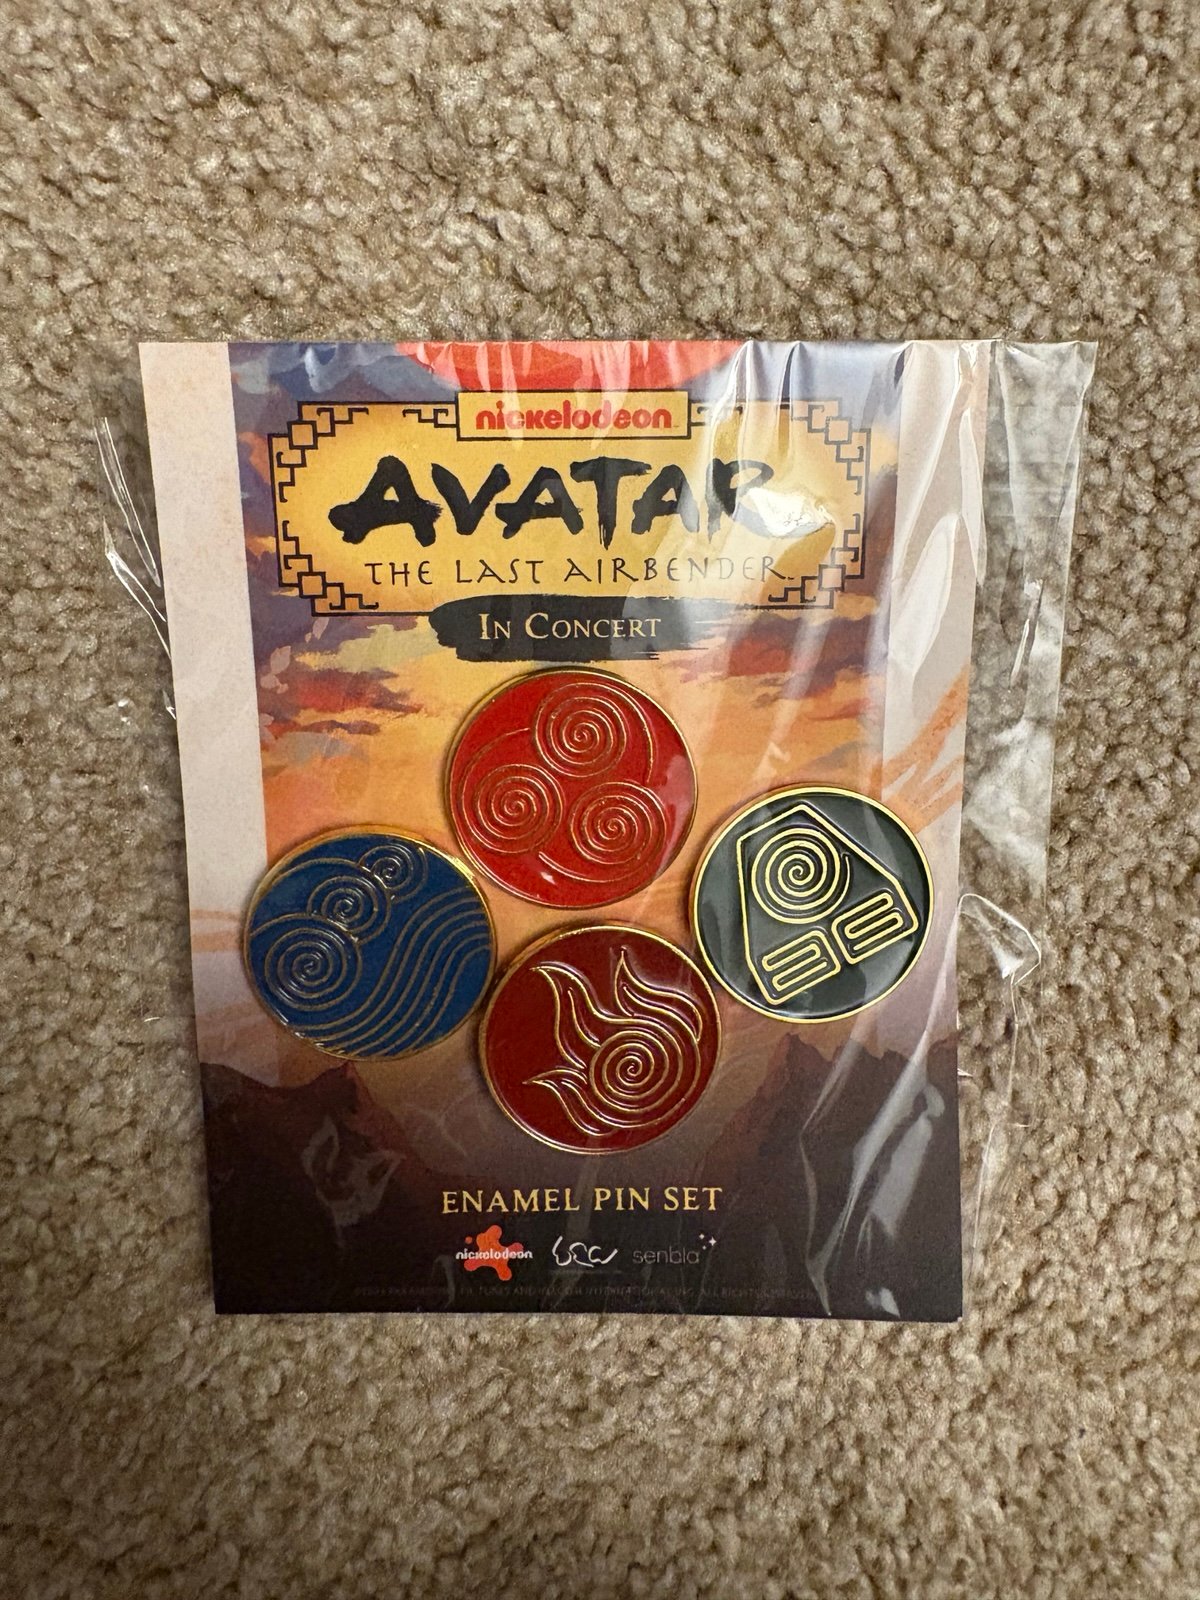 nickelodeon
AVATAR
THE LAST AIRBENDER
IN CONCERT
ENAMEL PIN SET
nickelodeon
senbla